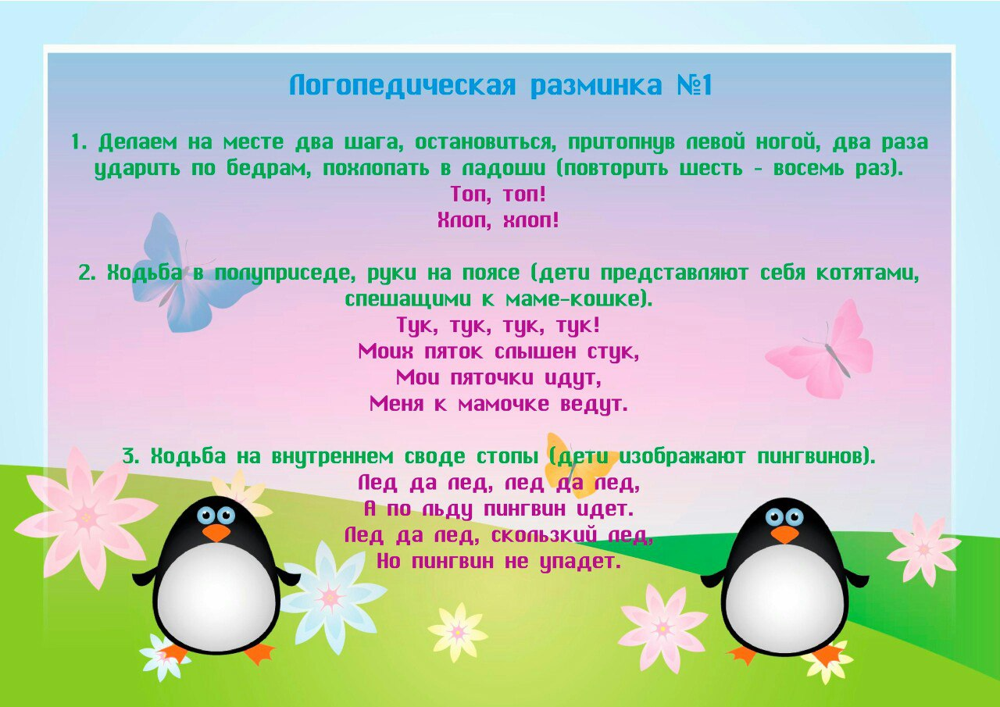 Логопедическая разминка №1
1. Делаем на месте два шага, остановиться, притопнув левой ногой, два раза
ударить по бедрам, похлопать в ладоши (повторить шесть - восемь раз).
Топ, топ!
Хлоп, хлоп!
2. Ходьба в полуприседе, руки на поясе (дети представляют себя котятами,
спешащими к маме-кошке).
Тук, тук, тук, тук!
Моих пяток слышен стук,
Мои пяточки идут,
Меня к мамочке ведут.
3. Ходьба на внутреннем своде стопы (дети изображают пингвинов).
Лед да лед, лед да лед,
А по льду пингвин идет.
Лед да лед, скользкий лед,
Но пингвин не упадет.